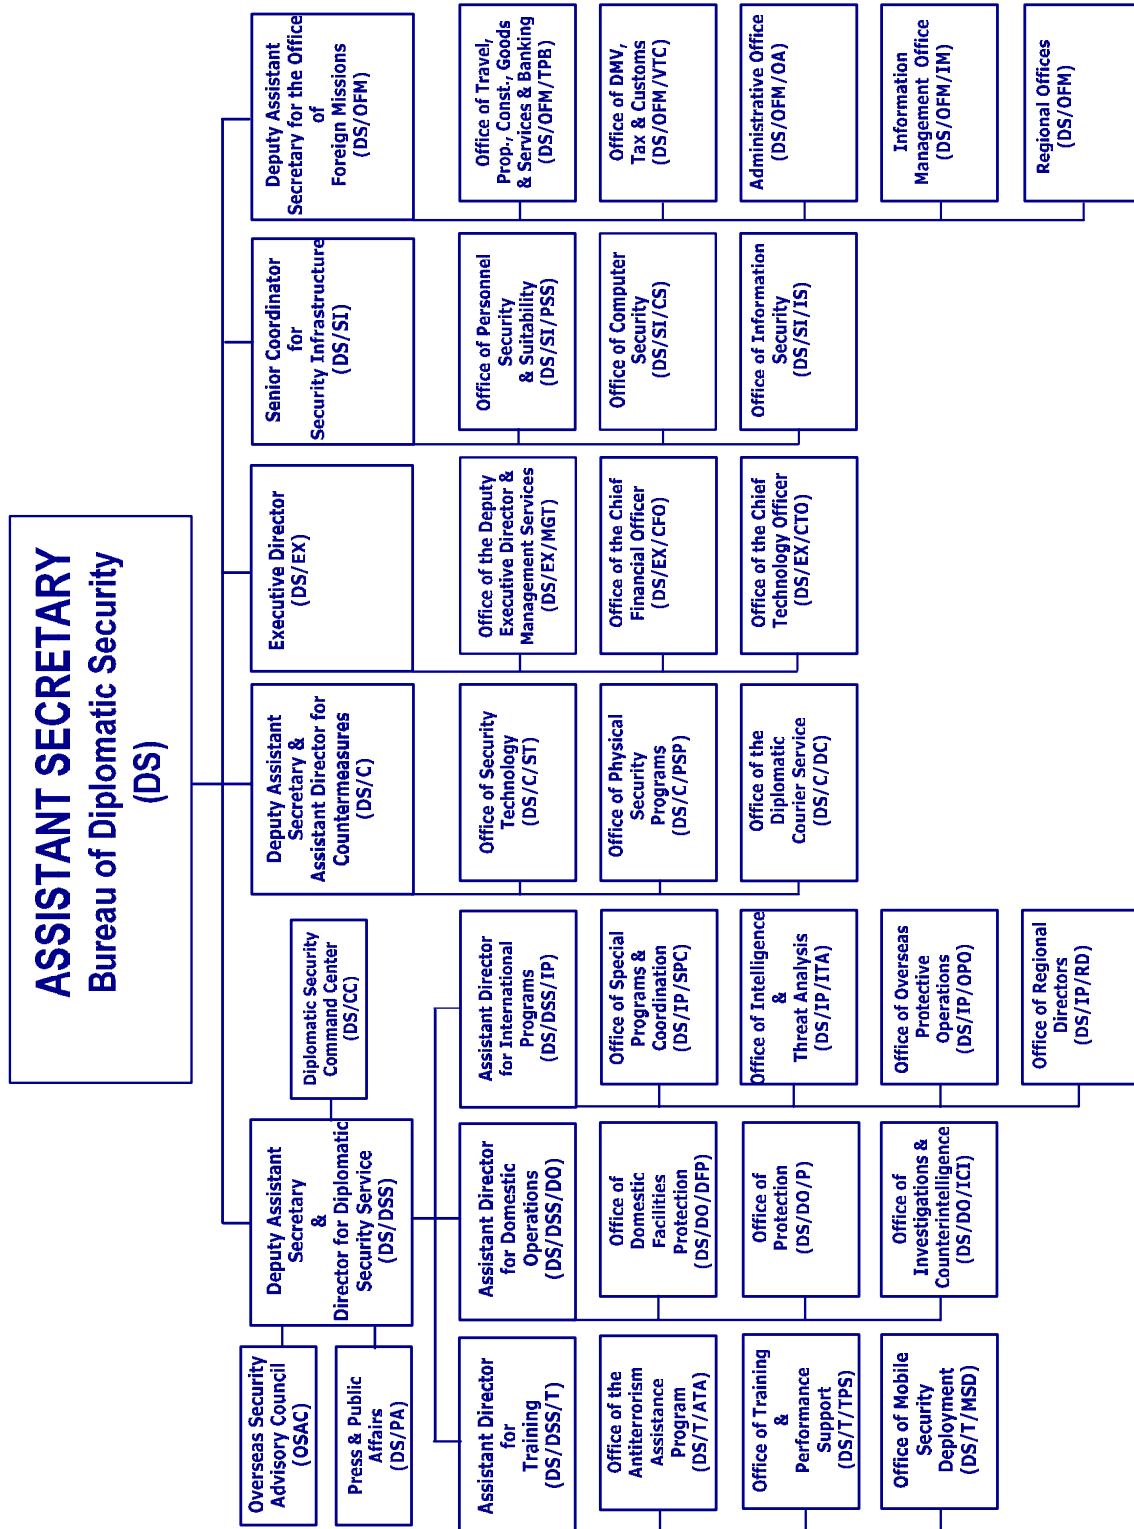 ASSISTANT SECRETARY
Bureau of Diplomatic Security
(DS)
Overseas Security
Advisory Council
(OSAC)
Press & Public
Affairs
(DS/PA)
Deputy Assistant
Secretary
&
Director for Diplomatic
Security Service
(DS/DSS)
Diplomatic Security
Command Center
(DS/CC)
Deputy Assistant
Secretary &
Assistant Director for
Countermeasures
(DS/C)
Executive Director
(DS/EX)
Senior Coordinator
for
Security Infrastructure
(DS/SI)
Deputy Assistant
Secretary for the Office
of
Foreign Missions
(DS/OFM)
Assistant Director
for
Training
(DS/DSS/T)
Office of the
Antiterrorism
Assistance
Program
(DS/T/ATA)
Office of Training
&
Performance
Support
(DS/T/TPS)
Office of Mobile
Security
Deployment
(DS/T/MSD)
Assistant Director
for Domestic
Operations
(DS/DSS/DO)
Office of
Domestic
Facilities
Protection
(DS/DO/DFP)
Office of
Protection
(DS/DO/P)
Office of
Investigations &
Counterintelligence
(DS/DO/ICI)
Assistant Director
for International
Programs
(DS/DSS/IP)
Office of Special
Programs &
Coordination
(DS/IP/SPC)
Office of Intelligence
&
Threat Analysis
(DS/IP/ITA)
Office of Overseas
Protective
Operations
(DS/IP/OPO)
Office of Regional
Directors
(DS/IP/RD)
Office of Security
Technology
(DS/C/ST)
Office of Physical
Security
Programs
(DS/C/PSP)
Office of the
Diplomatic
Courier Service
(DS/C/DC)
Office of the Deputy
Executive Director &
Management Services
(DS/EX/MGT)
Office of the Chief
Financial Officer
(DS/EX/CFO)
Office of the Chief
Technology Officer
(DS/EX/CTO)
Office of Personnel
Security
& Suitability
(DS/SI/PSS)
Office of Computer
Security
(DS/SI/CS)
Office of Information
Security
(DS/SI/IS)
Office of Travel,
Prop., Const., Goods
& Services & Banking
(DS/OFM/TPB)
Office of DMV,
Tax & Customs
(DS/OFM/VTC)
Administrative Office
(DS/OFM/OA)
Information
Management Office
(DS/OFM/IM)
Regional Offices
(DS/OFM)